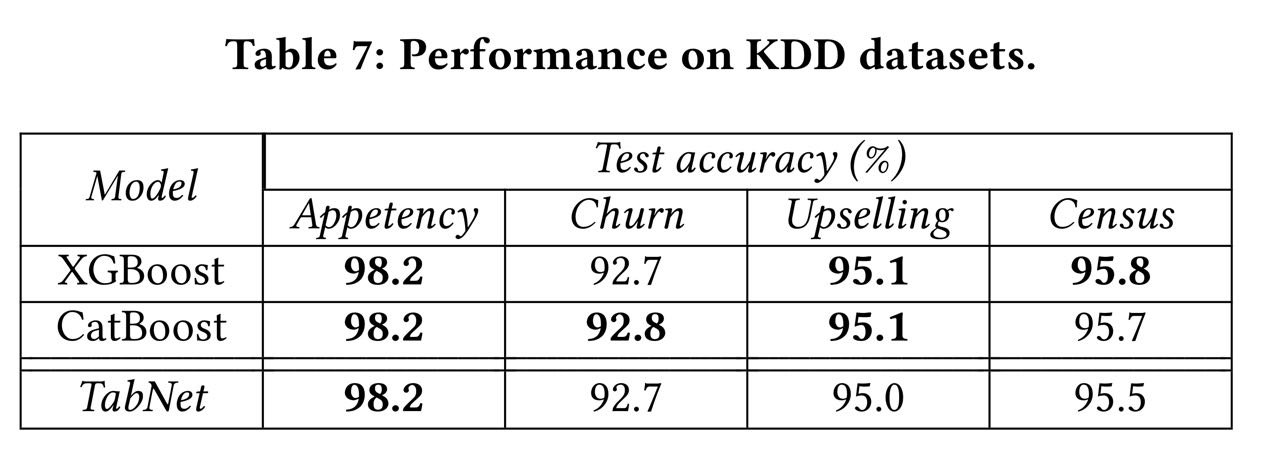 Table 7: Performance on KDD datasets.
Model Test accuracy (%)
Appetency Churn Upselling Census
XGBoost 98.2 92.7 95.1 95.8
CatBoost 98.2 92.8 95.1 95.7
TabNet 98.2 92.7 95.0 95.5